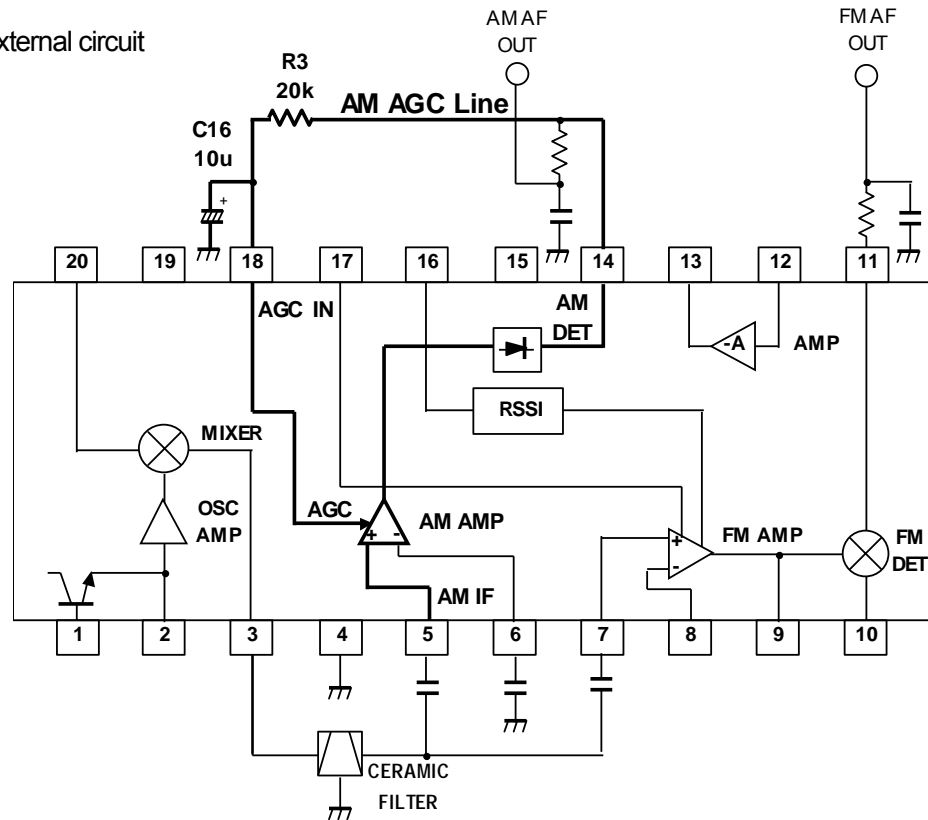 xternal circuit
AM AF
OUT
FM AF
OUT
R3
20k
AM AGC Line
C16
10u
+
20
19
18
17
16
15
14
13
12
11
AGC IN
AM
DET
-A
AMP
RSSI
MIXER
OSC
AMP
AGC
AM AMP
+ -
FM AMP
+
-
FM
DET
AM IF
1
2
3
4
5
6
7
8
9
10
CERAMIC
FILTER